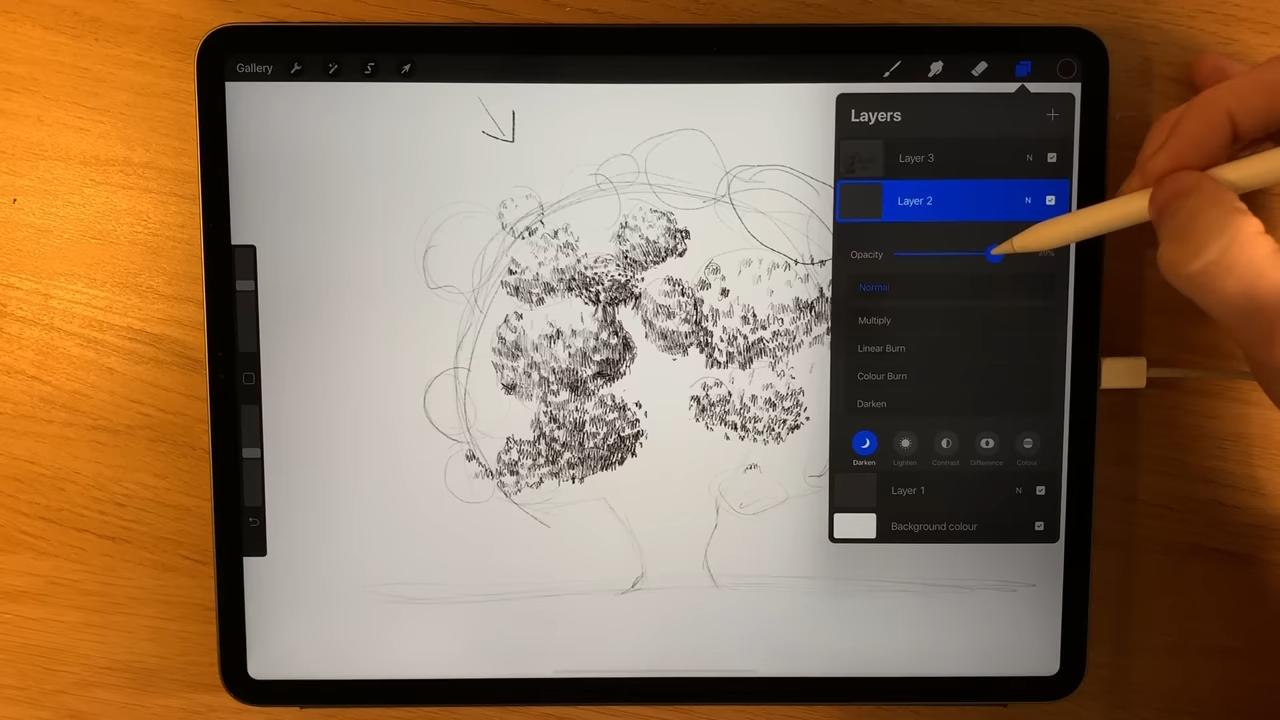 Gallery
Layers
Layer 3 N
Layer 2 N
Opacity
Normal
Multiply
Linear Burn
Colour Burn
Darken
Darken Lighten Contrast Difference Colour
Layer 1 N
Background colour